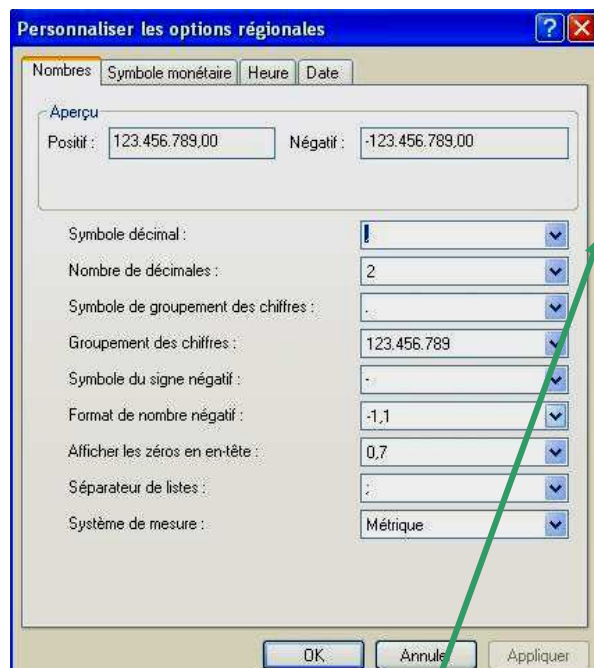 Personnaliser les options régionales
Nombres Symbole monétaire Heure Date
Aperçu
Positif : 123.456.789,00 Négatif : -123.456.789,00
Symbole décimal : ,
Nombre de décimales : 2
Symbole de groupement des chiffres : .
Groupement des chiffres : 123.456.789
Symbole du signe négatif : -
Format de nombre négatif : -1,1
Afficher les zéros en en-tête : 0,7
Séparateur de listes : ;
Système de mesure : Métrique
OK Annuler Appliquer